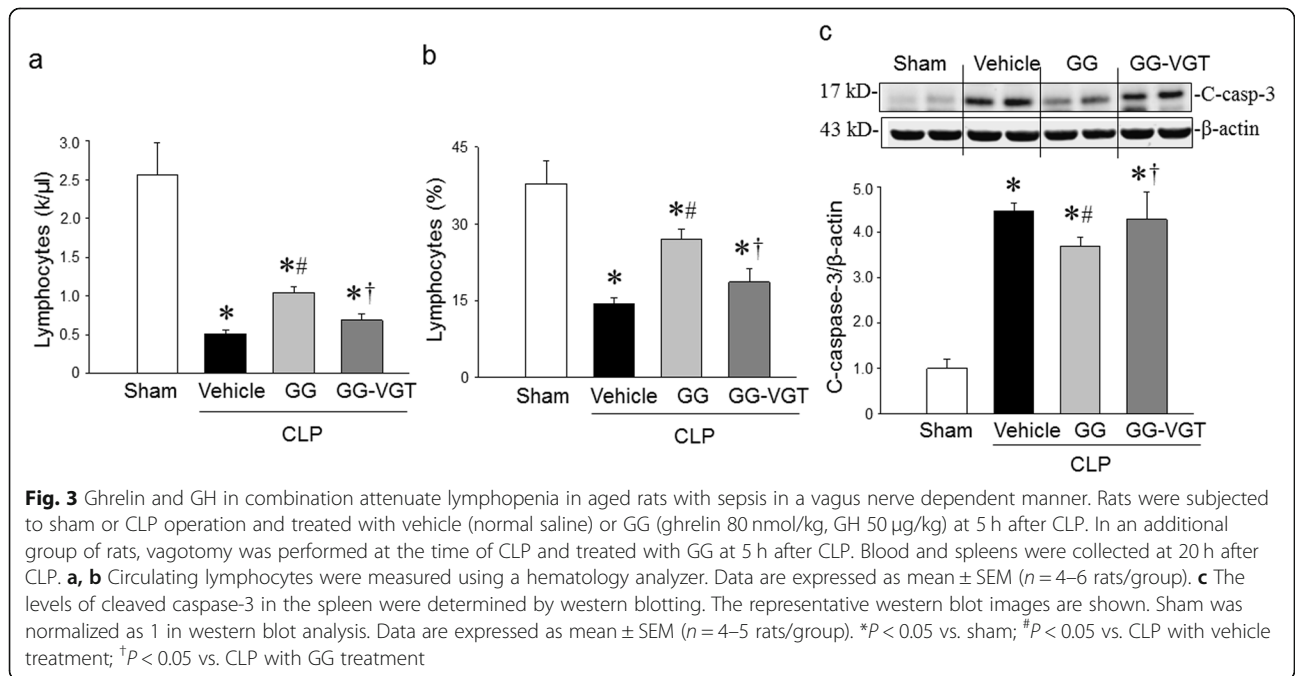 a
Lymphocytes (k/µl)
3.0
2.5
2.0
1.5
1.0
0.5
0
*
*#
*†
Sham Vehicle GG GG-VGT
CLP
b
Lymphocytes (%)
45
30
15
0
*
*#
*†
Sham Vehicle GG GG-VGT
CLP
c
Sham Vehicle GG GG-VGT
17 kD- -C-casp-3
43 kD- -β-actin
C-caspase-3/β-actin
5.0
4.0
3.0
2.0
1.0
0
*
*#
*†
Sham Vehicle GG GG-VGT
CLP
Fig. 3 Ghrelin and GH in combination attenuate lymphopenia in aged rats with sepsis in a vagus nerve dependent manner. Rats were subjected
to sham or CLP operation and treated with vehicle (normal saline) or GG (ghrelin 80 nmol/kg, GH 50 µg/kg) at 5 h after CLP. In an additional
group of rats, vagotomy was performed at the time of CLP and treated with GG at 5 h after CLP. Blood and spleens were collected at 20 h after
CLP. a, b Circulating lymphocytes were measured using a hematology analyzer. Data are expressed as mean ± SEM (n = 4–6 rats/group). c The
levels of cleaved caspase-3 in the spleen were determined by western blotting. The representative western blot images are shown. Sham was
normalized as 1 in western blot analysis. Data are expressed as mean ± SEM (n = 4–5 rats/group). *P < 0.05 vs. sham; #P < 0.05 vs. CLP with vehicle
treatment; †P < 0.05 vs. CLP with GG treatment